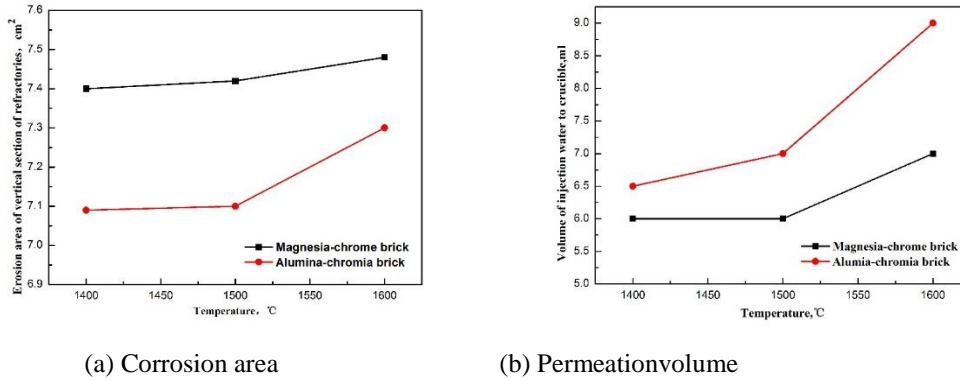 Erosion area of vertical section of refractories, cm²
7.6
7.5
7.4
7.3
7.2
7.1
7.0
6.9
Magnesia-chrome brick
Alumina-chromia brick
1400 1450 1500 1550 1600
Temperature, ℃
(a) Corrosion area
Volume of injection water to crucible,ml
9.0
8.5
8.0
7.5
7.0
6.5
6.0
5.5
5.0
Magnesia-chrome brick
Alumia-chromia brick
1400 1450 1500 1550 1600
Temperature,℃
(b) Permeationvolume